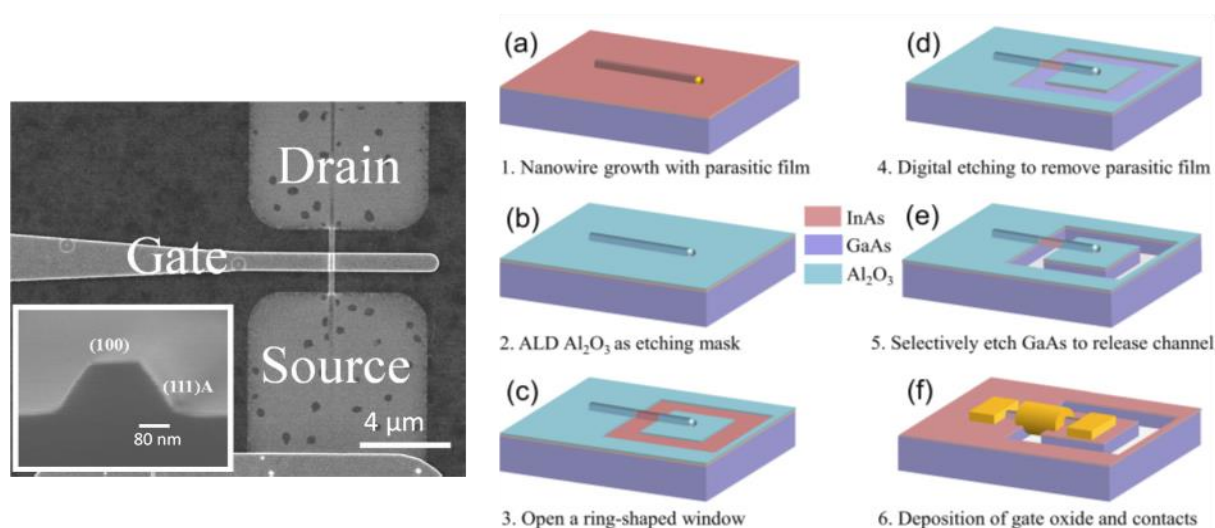 Drain
Gate
Source
4 μm
(100)
(111)A
80 nm
(a)
1. Nanowire growth with parasitic film
(b)
2. ALD Al₂O₃ as etching mask
(c)
3. Open a ring-shaped window
InAs
GaAs
Al₂O₃
(d)
4. Digital etching to remove parasitic film
(e)
5. Selectively etch GaAs to release channel
(f)
6. Deposition of gate oxide and contacts